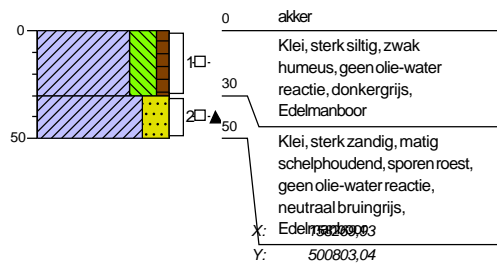 0
0
akker
Klei, sterk siltig, zwak
humeus, geen olie-water
reactie, donkergrijs,
Edelmanboor
1
30
2
50
50
Klei, sterk zandig, matig
schelphoudend, sporen roest,
geen olie-water reactie,
neutraal bruingrijs,
Edelmanboor
X:
Y: 500803,04